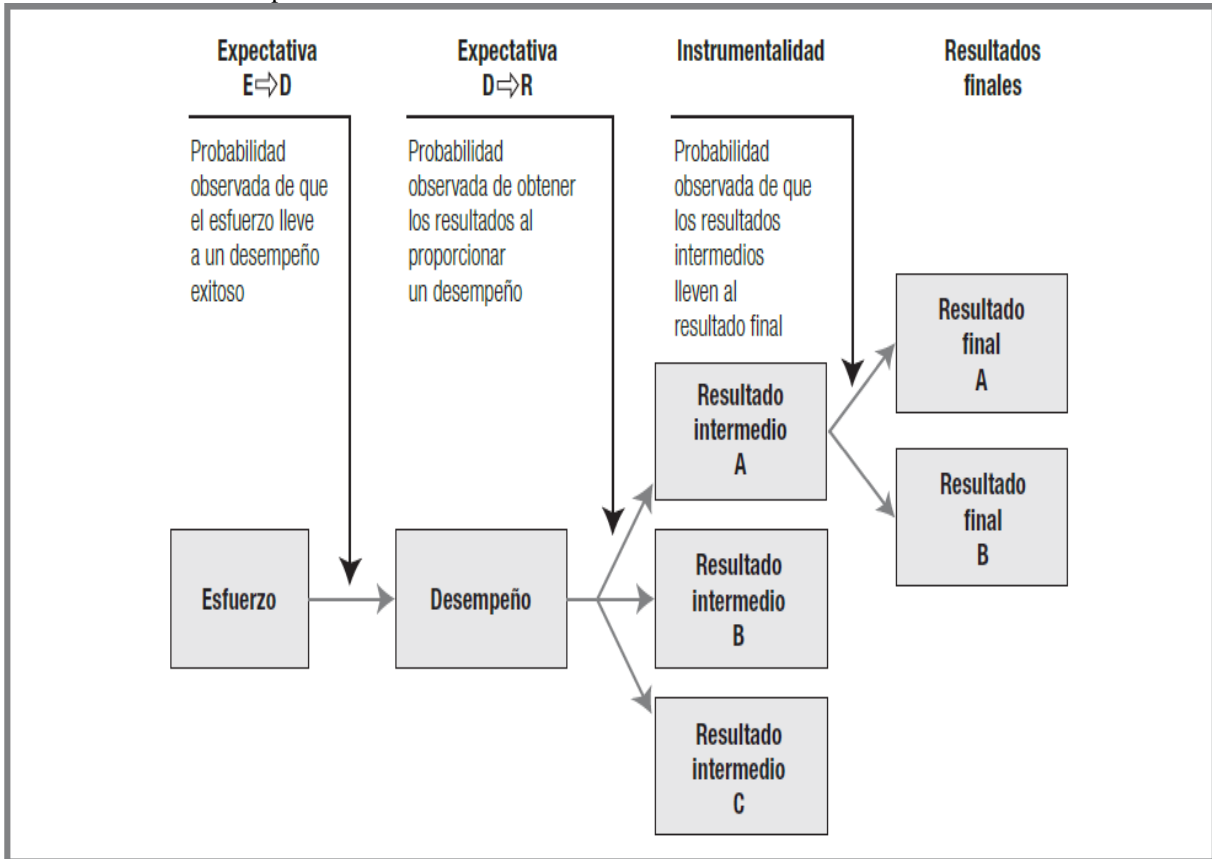 Expectativa
E⇨D
Expectativa
D⇨R
Instrumentalidad
Resultados
finales
Probabilidad
observada de que
el esfuerzo lleve
a un desempeño
exitoso
Probabilidad
observada de obtener
los resultados al
proporcionar
un desempeño
Probabilidad
observada de que
los resultados
intermedios
lleven al
resultado final
Esfuerzo
Desempeño
Resultado
intermedio
A
Resultado
intermedio
B
Resultado
intermedio
C
Resultado
final
A
Resultado
final
B